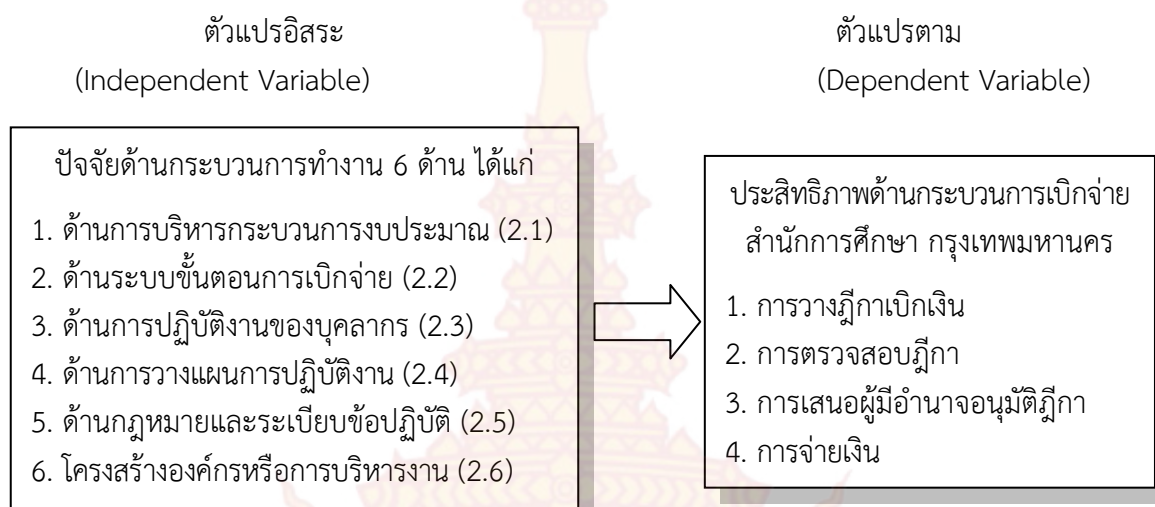 ตัวแปรอิสระ
(Independent Variable)
ปัจจัยด้านกระบวนการทำงาน 6 ด้าน ได้แก่
1. ด้านการบริหารกระบวนการงบประมาณ (2.1)
2. ด้านระบบขั้นตอนการเบิกจ่าย (2.2)
3. ด้านการปฏิบัติงานของบุคลากร (2.3)
4. ด้านการวางแผนการปฏิบัติงาน (2.4)
5. ด้านกฎหมายและระเบียบข้อปฏิบัติ (2.5)
6. โครงสร้างองค์กรหรือการบริหารงาน (2.6)
ตัวแปรตาม
(Dependent Variable)
ประสิทธิภาพด้านกระบวนการเบิกจ่าย
สำนักการศึกษา กรุงเทพมหานคร
1. การวางฎีกาเบิกเงิน
2. การตรวจสอบฎีกา
3. การเสนอผู้มีอำนาจอนุมัติฎีกา
4. การจ่ายเงิน